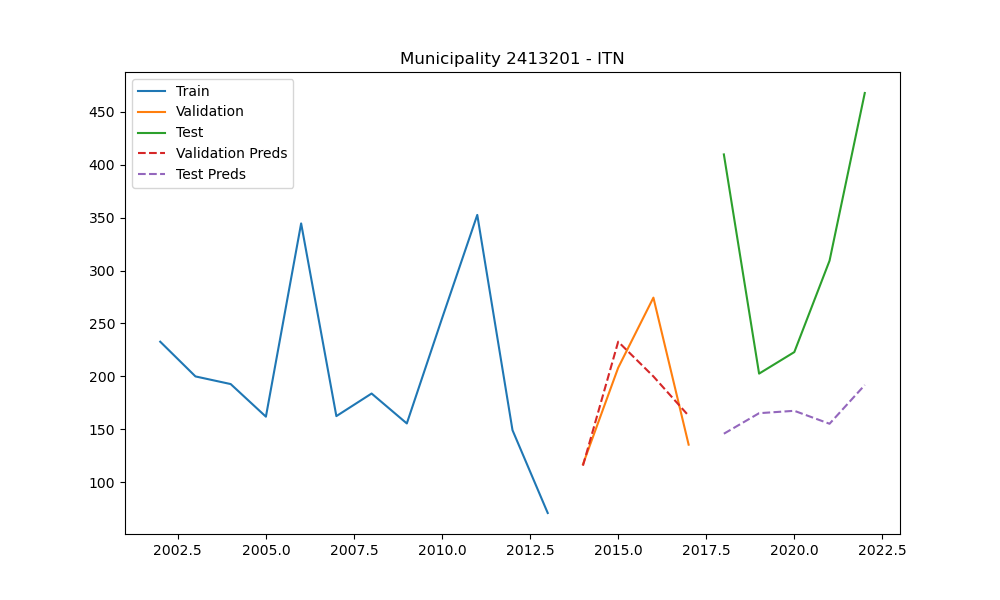 Municipality 2413201 - ITN
Train
Validation
Test
Validation Preds
Test Preds
450
400
350
300
250
200
150
100
2002.5 2005.0 2007.5 2010.0 2012.5 2015.0 2017.5 2020.0 2022.5